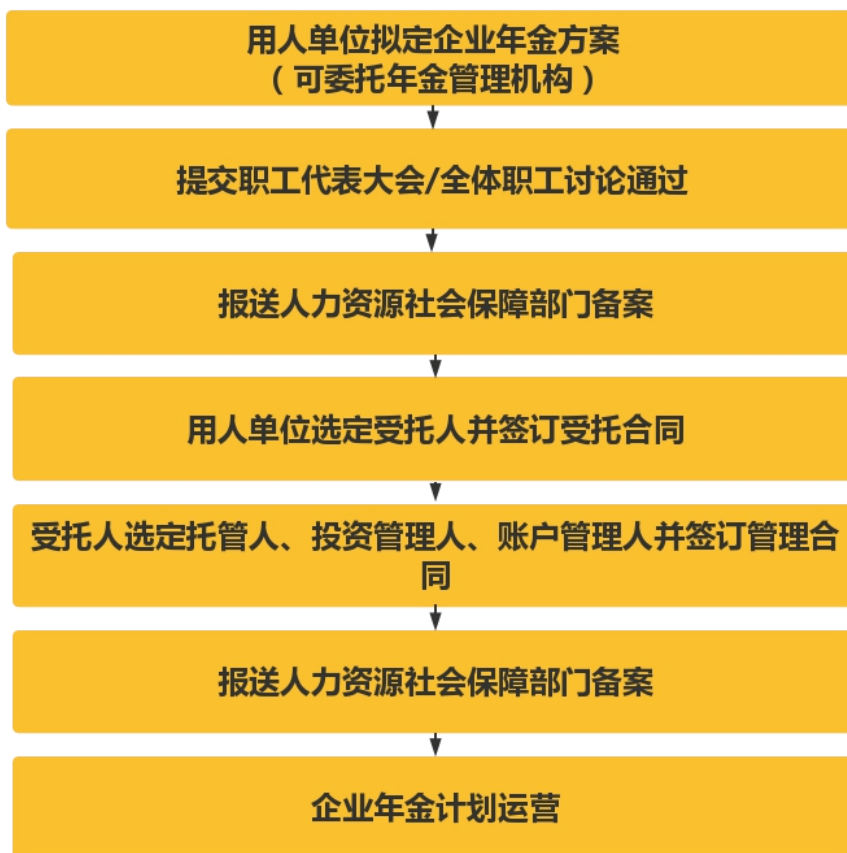 用人单位拟定企业年金方案
（可委托年金管理机构）
提交职工代表大会/全体职工讨论通过
报送人力资源社会保障部门备案
用人单位选定受托人并签订受托合同
受托人选定托管人、投资管理人、账户管理人并签订管理合
同
报送人力资源社会保障部门备案
企业年金计划运营